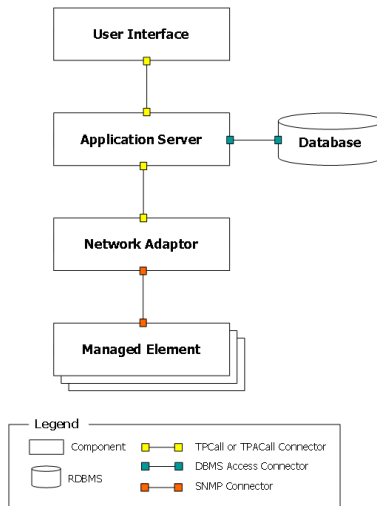 User Interface
Application Server
Database
Network Adaptor
Managed Element
Legend
Component
TPCall or TPACall Connector
RDBMS
DBMS Access Connector
SNMP Connector